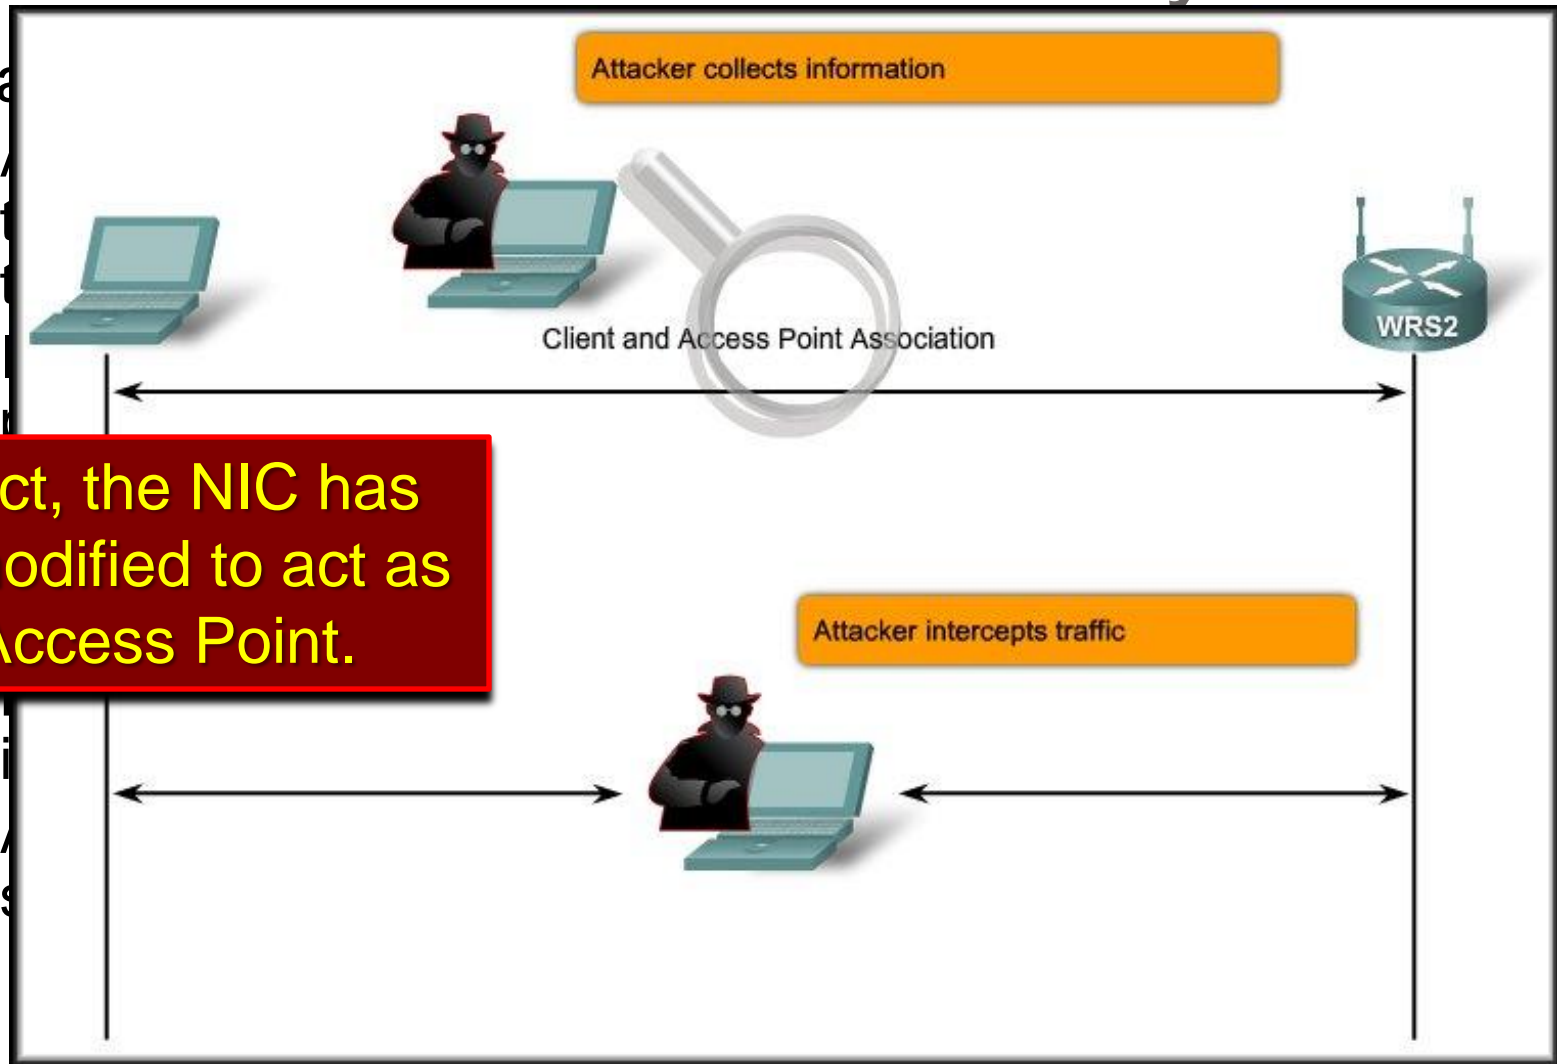 Attacker collects information
Client and Access Point Association
WRS2
ct, the NIC has
odified to act as
Access Point.
Attacker intercepts traffic